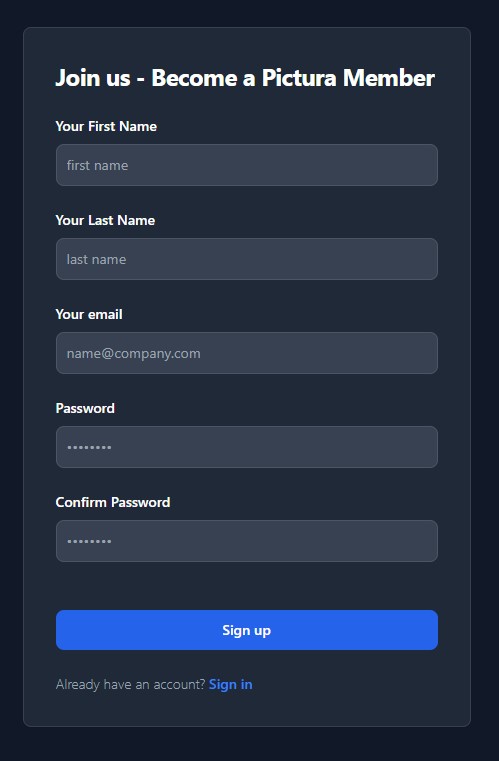 Join us - Become a Pictura Member
Your First Name
first name
Your Last Name
last name
Your email
name@company.com
Password
••••••••
Confirm Password
••••••••
Sign up
Already have an account? Sign in